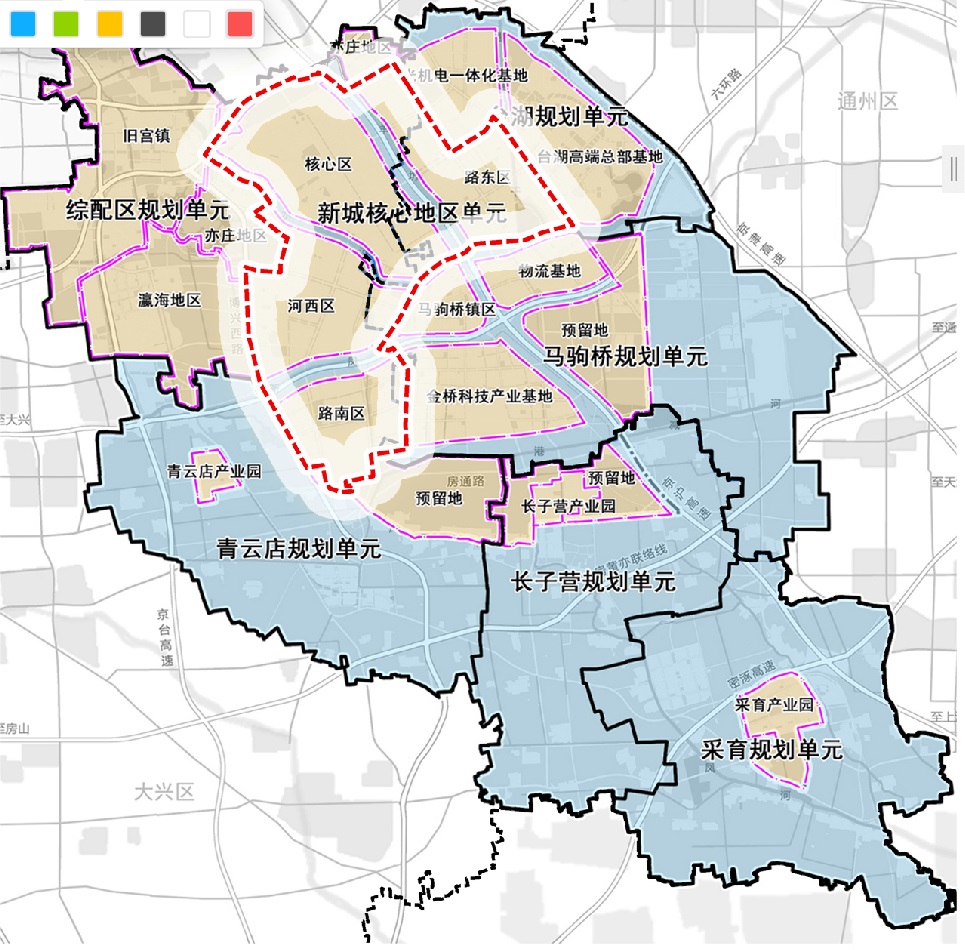 亦庄地区
光机电一体化基地
六环路
通州区
湖规划单元
旧宫镇
核心区
台湖高端总部基地
路东区
综配区规划单元
新城核心地区单元
亦庄地区
京津高速
物流基地
瀛海地区
博兴西路
河西区
马驹桥镇区
预留地
至通
马驹桥规划单元
凤
金桥科技产业基地
河
路南区
至大兴
凉
港
青云店产业园
房通路
预留地
京沪高速
至天
预留地
长子营产业园
青云店规划单元
亦联络线
长子营规划单元
京台高速
密涿高速
采育产业园
至上
至房山
采育规划单元
凤
大兴区
河